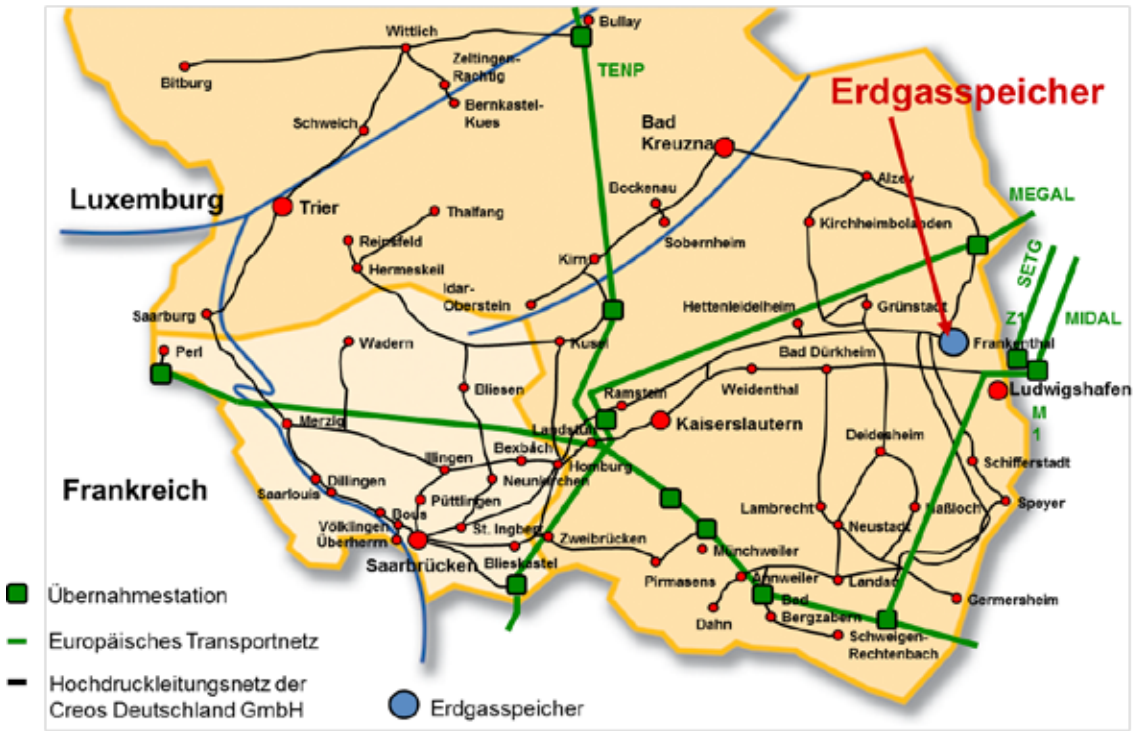 Bullay
Wittlich
Zeltingen-
Rachtig
TENP
Bitburg
Bernkastel-
Kues
Erdgasspeicher
Schweich
Bad
Kreuznach
Alzey
Luxemburg
Trier
Thalfang
Bockenau
MEGAL
Kirchheimbolanden
Reinsfeld
Sobernheim
Hermeskeil
Kirn
SETG
Idar-
Oberstein
Hettenleidelheim
Grünstadt
Saarburg
Z1
MIDAL
Perl
Wadern
Kusel
Frankenthal
Bad Dürkheim
Bliesen
Weidenthal
Ramstein
Ludwigshafen
Merzig
Landstuhl
Kaiserslautern
M
1
Deidesheim
Bexbach
Illingen
Homburg
Schifferstadt
Frankreich
Dillingen
Neunkirchen
Saarlouis
Püttlingen
Speyer
Lambrecht
Naßloch
Bous
Völklingen
St. Ingbert
Neustadt
Überherrn
Zweibrücken
Saarbrücken
Blieskastel
Münchweiler
Pirmasens
Annweiler
Landau
Übernahmestation
Bad
Bergzabern
Germersheim
Dahn
Schweigen-
Rechtenbach
Europäisches Transportnetz
Hochdruckleitungsnetz der
Creos Deutschland GmbH
Erdgasspeicher